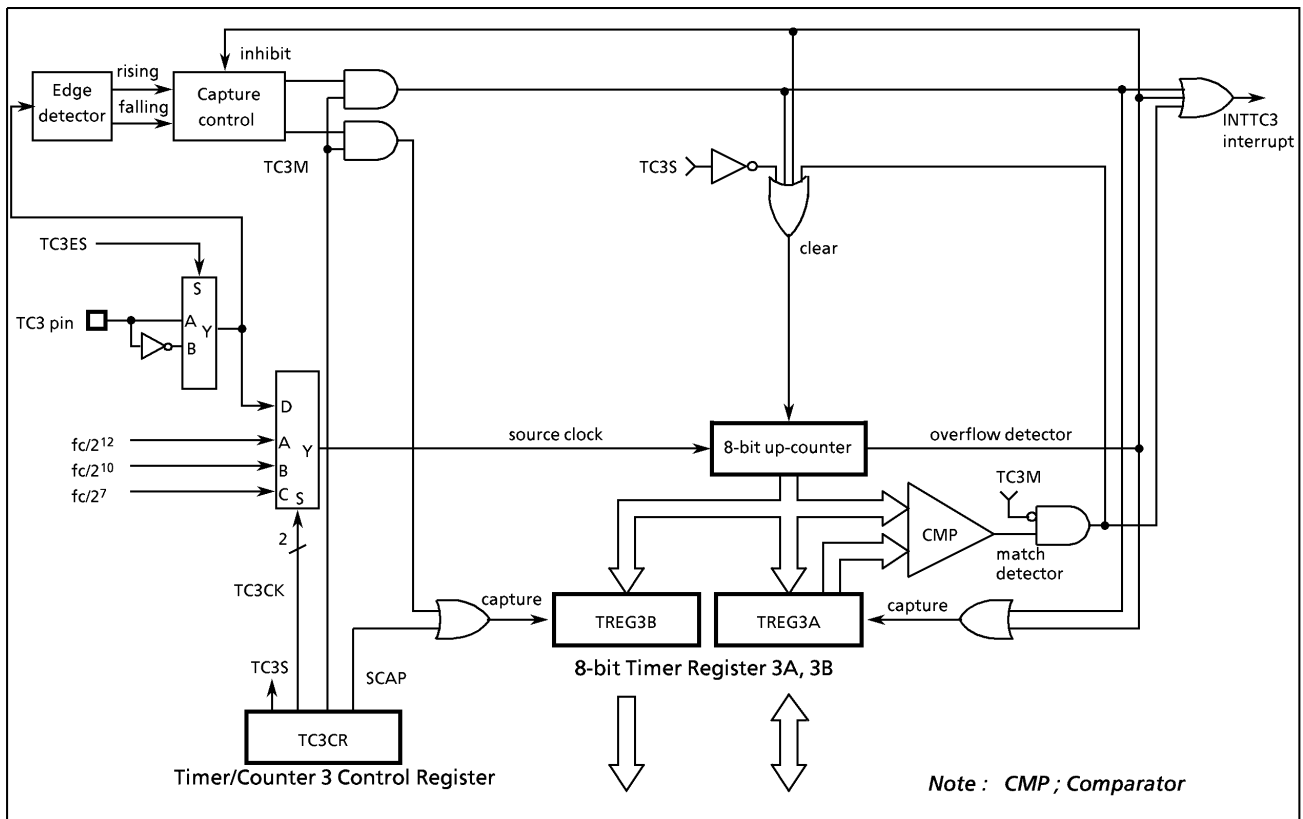 inhibit
rising
Edge
detector
falling
Capture
control
INTTC3
interrupt
TC3M
TC3S
TC3ES
clear
S
TC3 pin
A
Y
B
D
source clock
8-bit up-counter
overflow detector
fc/2¹²
A
Y
fc/2¹⁰
B
fc/2⁷
C
S
TC3M
CMP
2
match
detector
TC3CK
capture
TREG3B
TREG3A
capture
8-bit Timer Register 3A, 3B
TC3S
SCAP
TC3CR
Timer/Counter 3 Control Register
Note : CMP ; Comparator